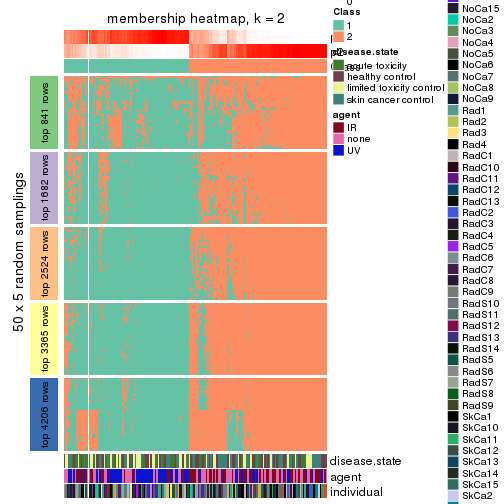 membership heatmap, k = 2
50 x 5 random samplings
top 841 rows
top 1682 rows
top 2524 rows
top 3365 rows
top 4206 rows
disease.state
agent
individual
Class
1
2
disease.state
acute toxicity
healthy control
limited toxicity control
skin cancer control
agent
IR
none
UV
NoCa15
NoCa2
NoCa3
NoCa4
NoCa5
NoCa6
NoCa7
NoCa8
NoCa9
Rad1
Rad2
Rad3
Rad4
RadC1
RadC10
RadC11
RadC12
RadC13
RadC2
RadC3
RadC4
RadC5
RadC6
RadC7
RadC8
RadC9
RadS10
RadS11
RadS12
RadS13
RadS14
RadS5
RadS6
RadS7
RadS8
RadS9
SkCa1
SkCa10
SkCa11
SkCa12
SkCa13
SkCa14
SkCa15
SkCa2